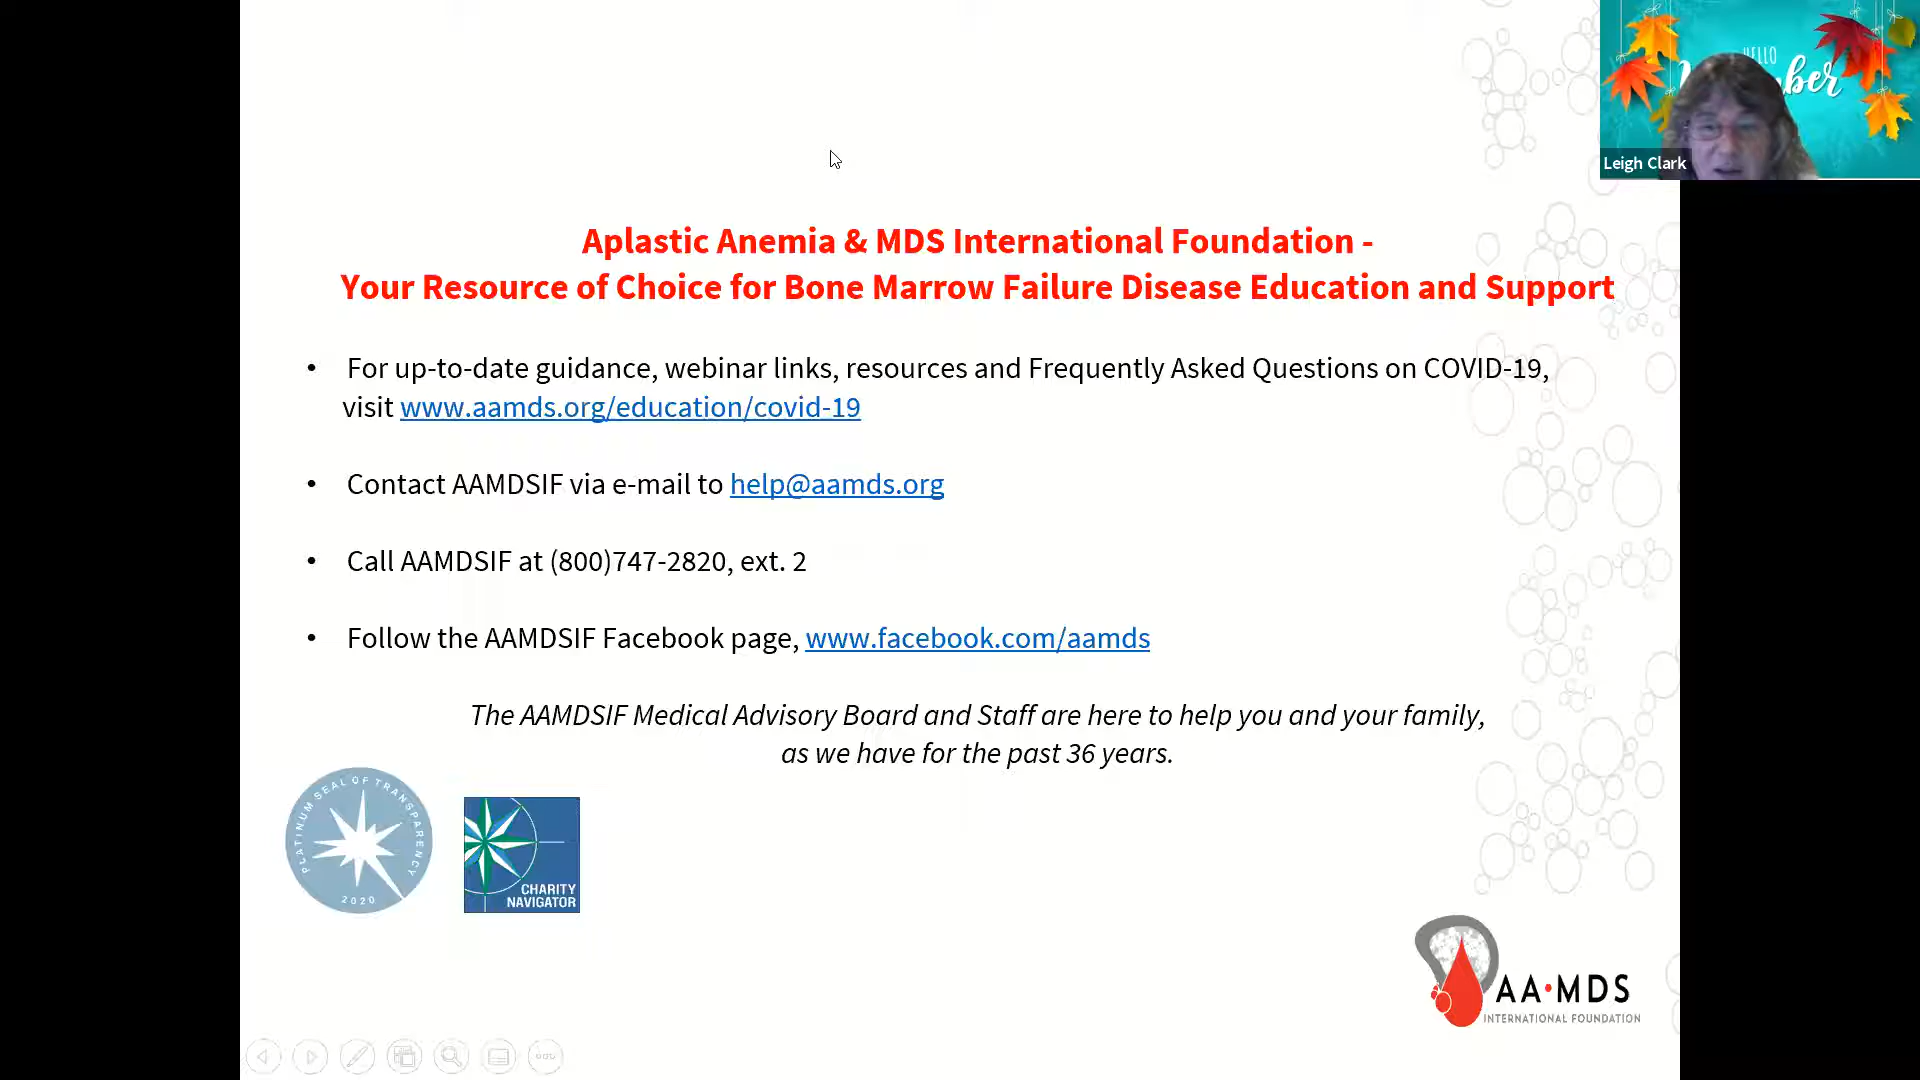 HELLO
ber
Leigh Clark
Aplastic Anemia & MDS International Foundation -
Your Resource of Choice for Bone Marrow Failure Disease Education and Support
• For up-to-date guidance, webinar links, resources and Frequently Asked Questions on COVID-19,
visit www.aamds.org/education/covid-19
• Contact AAMDSIF via e-mail to help@aamds.org
• Call AAMDSIF at (800)747-2820, ext. 2
• Follow the AAMDSIF Facebook page, www.facebook.com/aamds
The AAMDSIF Medical Advisory Board and Staff are here to help you and your family,
as we have for the past 36 years.
PLATINUM SEAL OF TRANSPARENCY
2020
CHARITY
NAVIGATOR
AA•MDS
INTERNATIONAL FOUNDATION